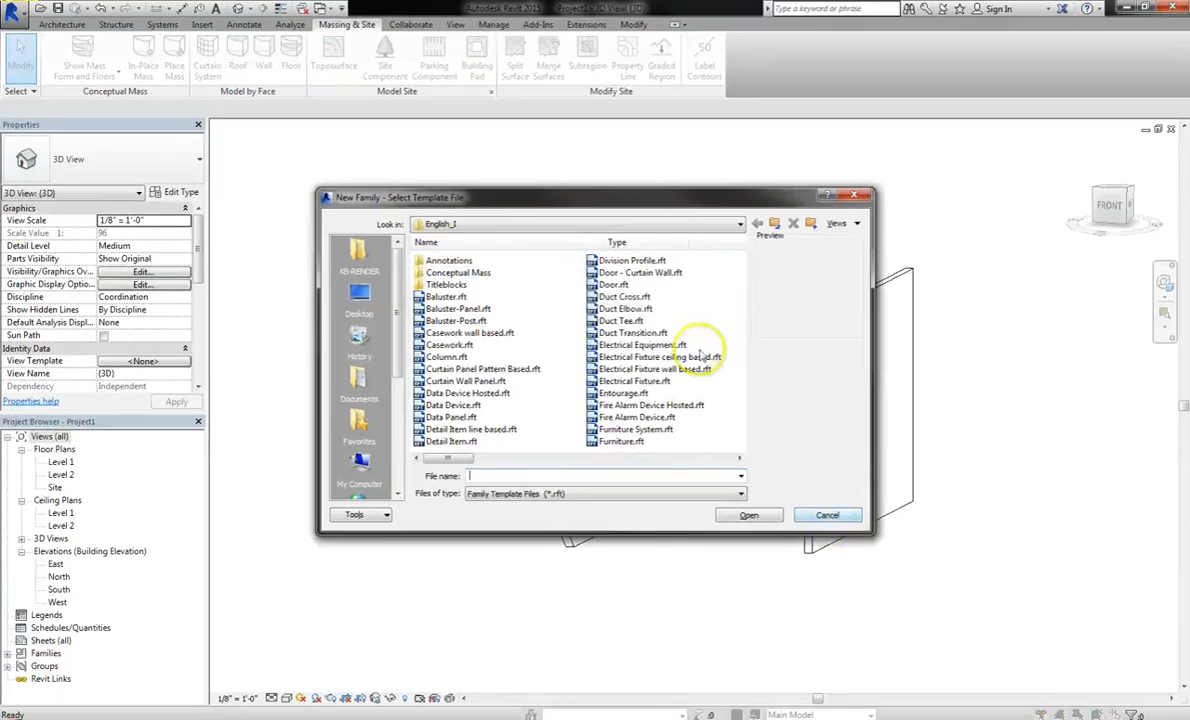 Autodesk Revit 2015 - Project1 - 3D View: {3D}
Type a keyword or phrase
Sign In
Architecture Structure Systems Insert Annotate Analyze Massing & Site Collaborate View Manage Add-Ins Extensions Modify
Modify
Show Mass Form and Floors
In-Place Mass
Place Mass
Curtain System
Roof
Wall
Floor
Toposurface
Site Component
Parking Component
Building Pad
Split Surface
Merge Surfaces
Subregion
Property Line
Graded Region
50
Label Contours
Select
Conceptual Mass
Model by Face
Model Site
Modify Site
Properties
3D View
3D View: {3D}
Edit Type
Graphics
View Scale 1/8" = 1'-0"
Scale Value 1: 96
Detail Level Medium
Parts Visibility Show Original
Visibility/Graphics Ov... Edit...
Graphic Display Optio... Edit...
Discipline Coordination
Show Hidden Lines By Discipline
Default Analysis Displ... None
Sun Path
Identity Data
View Template <None>
View Name {3D}
Dependency Independent
Properties help
Apply
Project Browser - Project1
Views (all)
Floor Plans
Level 1
Level 2
Site
Ceiling Plans
Level 1
Level 2
3D Views
Elevations (Building Elevation)
East
North
South
West
Legends
Schedules/Quantities
Sheets (all)
Families
Groups
Revit Links
New Family - Select Template File
Look in: English_I
Views
Name
Type
Preview
KB-RENDER
Desktop
History
Documents
Favorites
My Computer
Annotations
Conceptual Mass
Titleblocks
Baluster.rft
Baluster-Panel.rft
Baluster-Post.rft
Casework wall based.rft
Casework.rft
Column.rft
Curtain Panel Pattern Based.rft
Curtain Wall Panel.rft
Data Device Hosted.rft
Data Device.rft
Data Panel.rft
Detail Item line based.rft
Detail Item.rft
Division Profile.rft
Door - Curtain Wall.rft
Door.rft
Duct Cross.rft
Duct Elbow.rft
Duct Tee.rft
Duct Transition.rft
Electrical Equipment.rft
Electrical Fixture ceiling based.rft
Electrical Fixture wall based.rft
Electrical Fixture.rft
Entourage.rft
Fire Alarm Device Hosted.rft
Fire Alarm Device.rft
Furniture System.rft
Furniture.rft
File name:
Files of type: Family Template Files (*.rft)
Tools
Open
Cancel
FRONT
1/8" = 1'-0"
Ready
:0
Main Model
:0